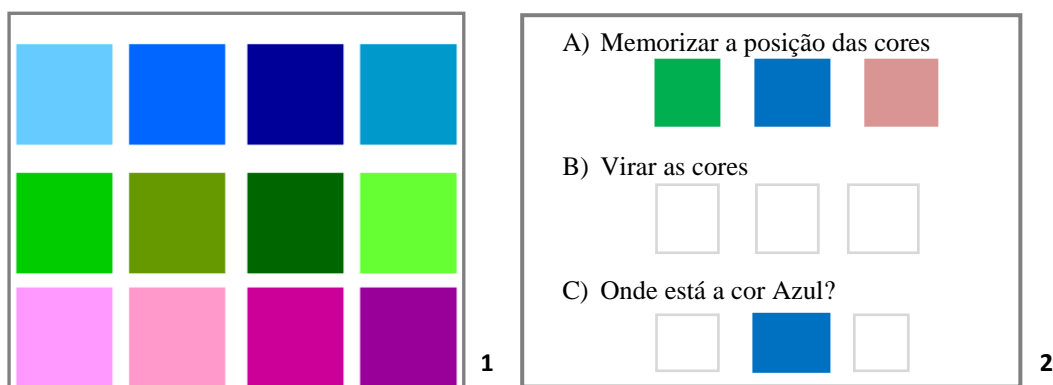 A) Memorizar a posição das cores
B) Virar as cores
C) Onde está a cor Azul?
1
2